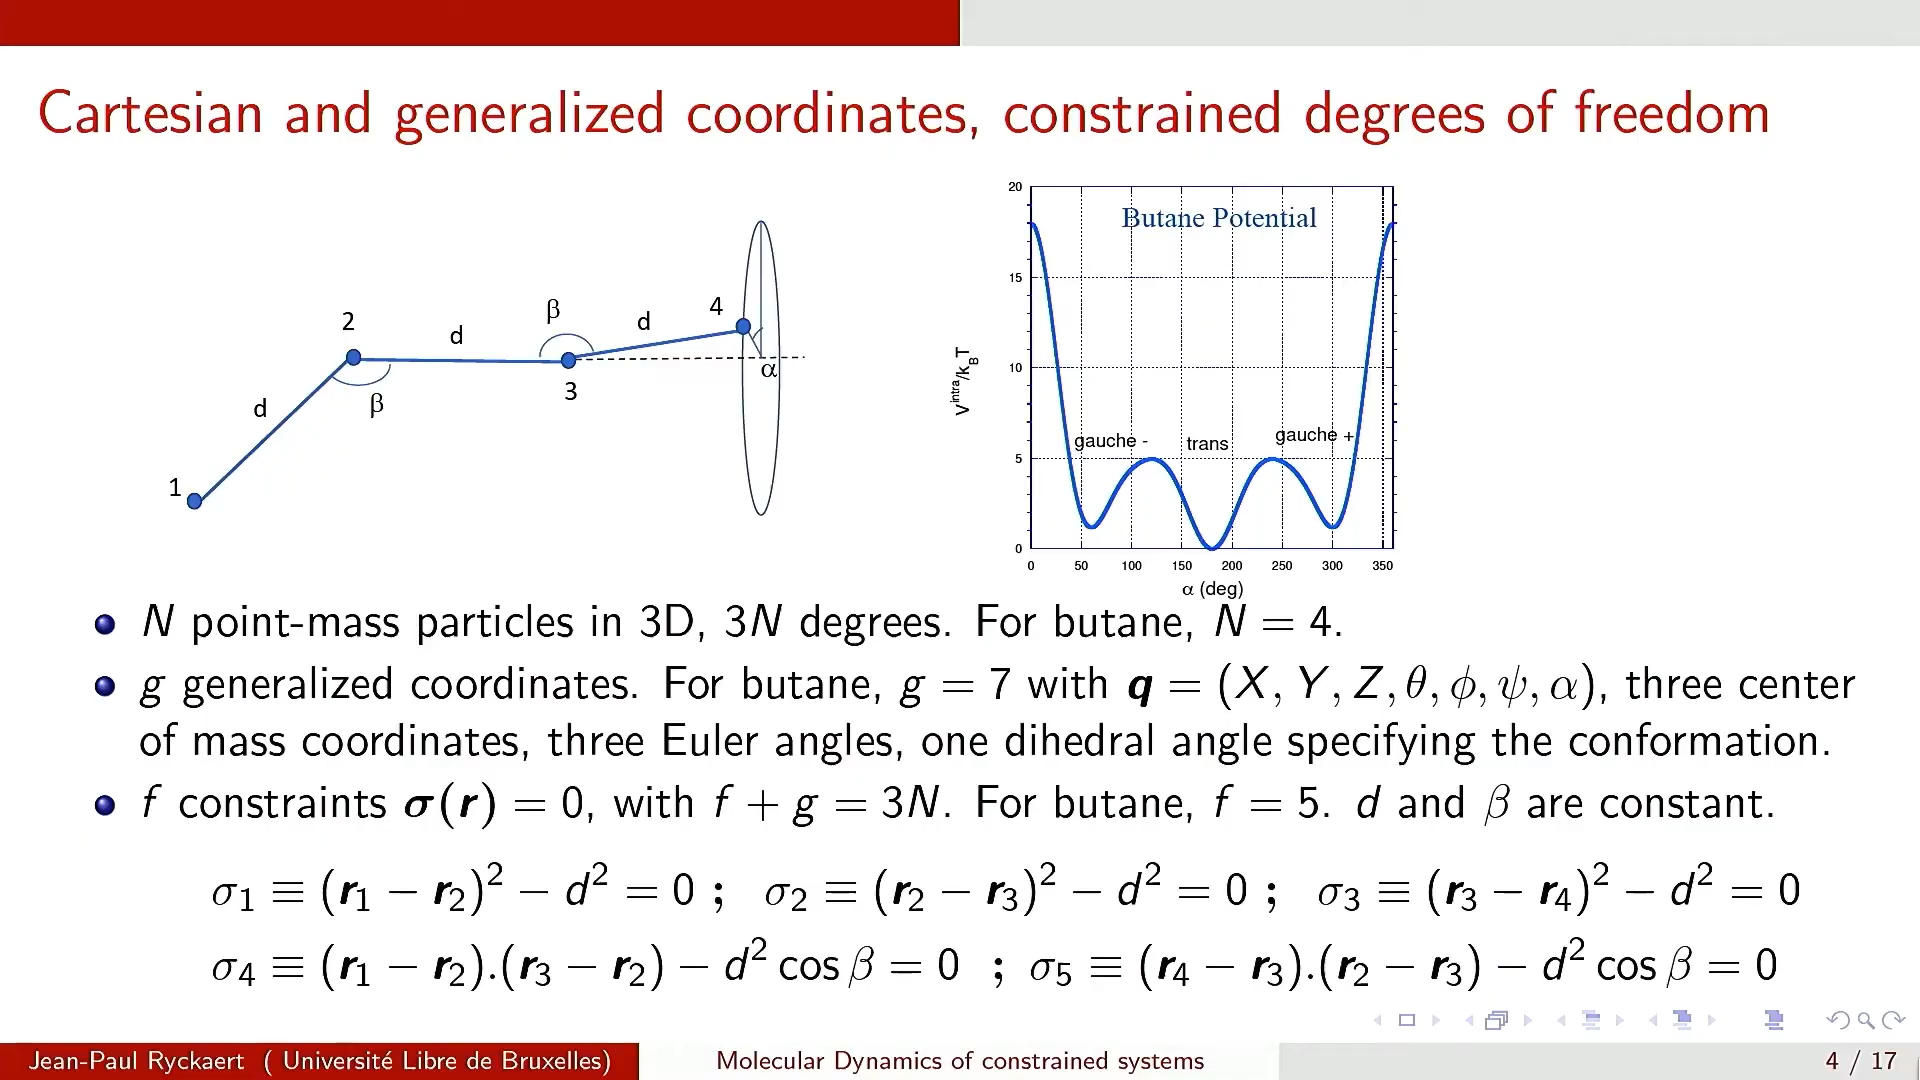 Cartesian and generalized coordinates, constrained degrees of freedom
1
2
3
4
d
d
d
β
β
α
Butane Potential
20
15
10
5
0
V^intra/k_BT
gauche -
trans
gauche +
0 50 100 150 200 250 300 350
α (deg)
N point-mass particles in 3D, 3N degrees. For butane, N = 4.
g generalized coordinates. For butane, g = 7 with q = (X, Y, Z, θ, ϕ, ψ, α), three center
of mass coordinates, three Euler angles, one dihedral angle specifying the conformation.
f constraints σ(r) = 0, with f + g = 3N. For butane, f = 5. d and β are constant.
σ₁ ≡ (r₁ − r₂)² − d² = 0 ; σ₂ ≡ (r₂ − r₃)² − d² = 0 ; σ₃ ≡ (r₃ − r₄)² − d² = 0
σ₄ ≡ (r₁ − r₂).(r₃ − r₂) − d² cos β = 0 ; σ₅ ≡ (r₄ − r₃).(r₂ − r₃) − d² cos β = 0
Jean-Paul Ryckaert ( Université Libre de Bruxelles) Molecular Dynamics of constrained systems 4 / 17